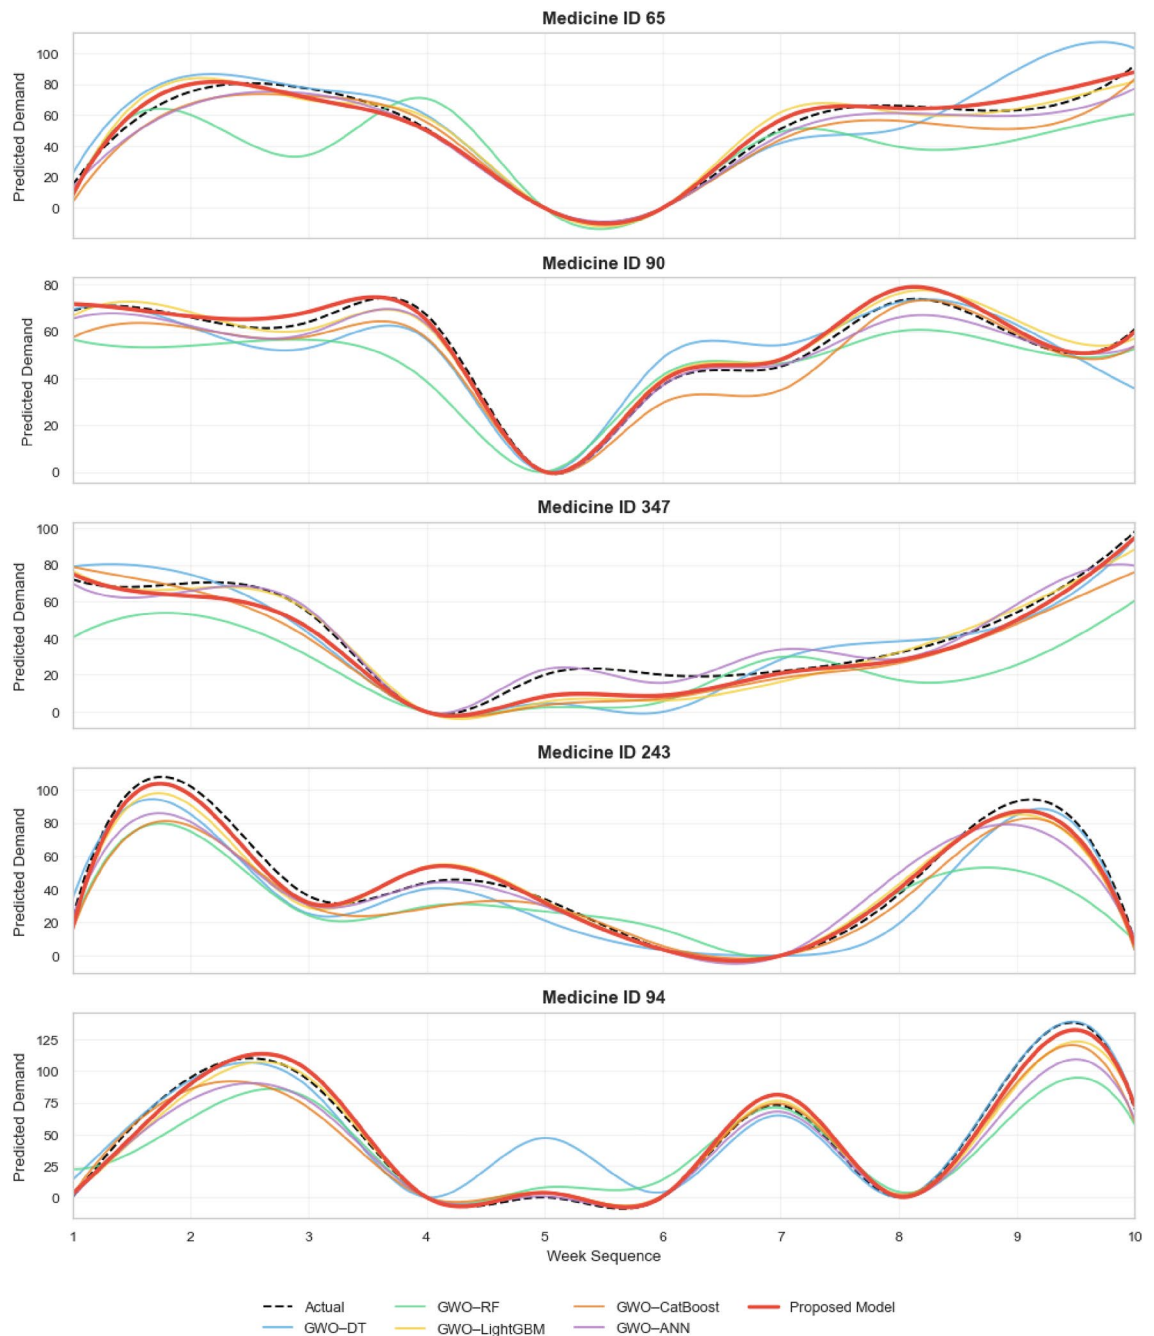 Medicine ID 65
Predicted Demand
100
80
60
40
20
0
Medicine ID 90
Predicted Demand
80
60
40
20
0
Medicine ID 347
Predicted Demand
100
80
60
40
20
0
Medicine ID 243
Predicted Demand
100
80
60
40
20
0
Medicine ID 94
Predicted Demand
125
100
75
50
25
0
1 2 3 4 5 6 7 8 9 10
Week Sequence
Actual GWO–RF GWO–CatBoost Proposed Model
GWO–DT GWO–LightGBM GWO–ANN